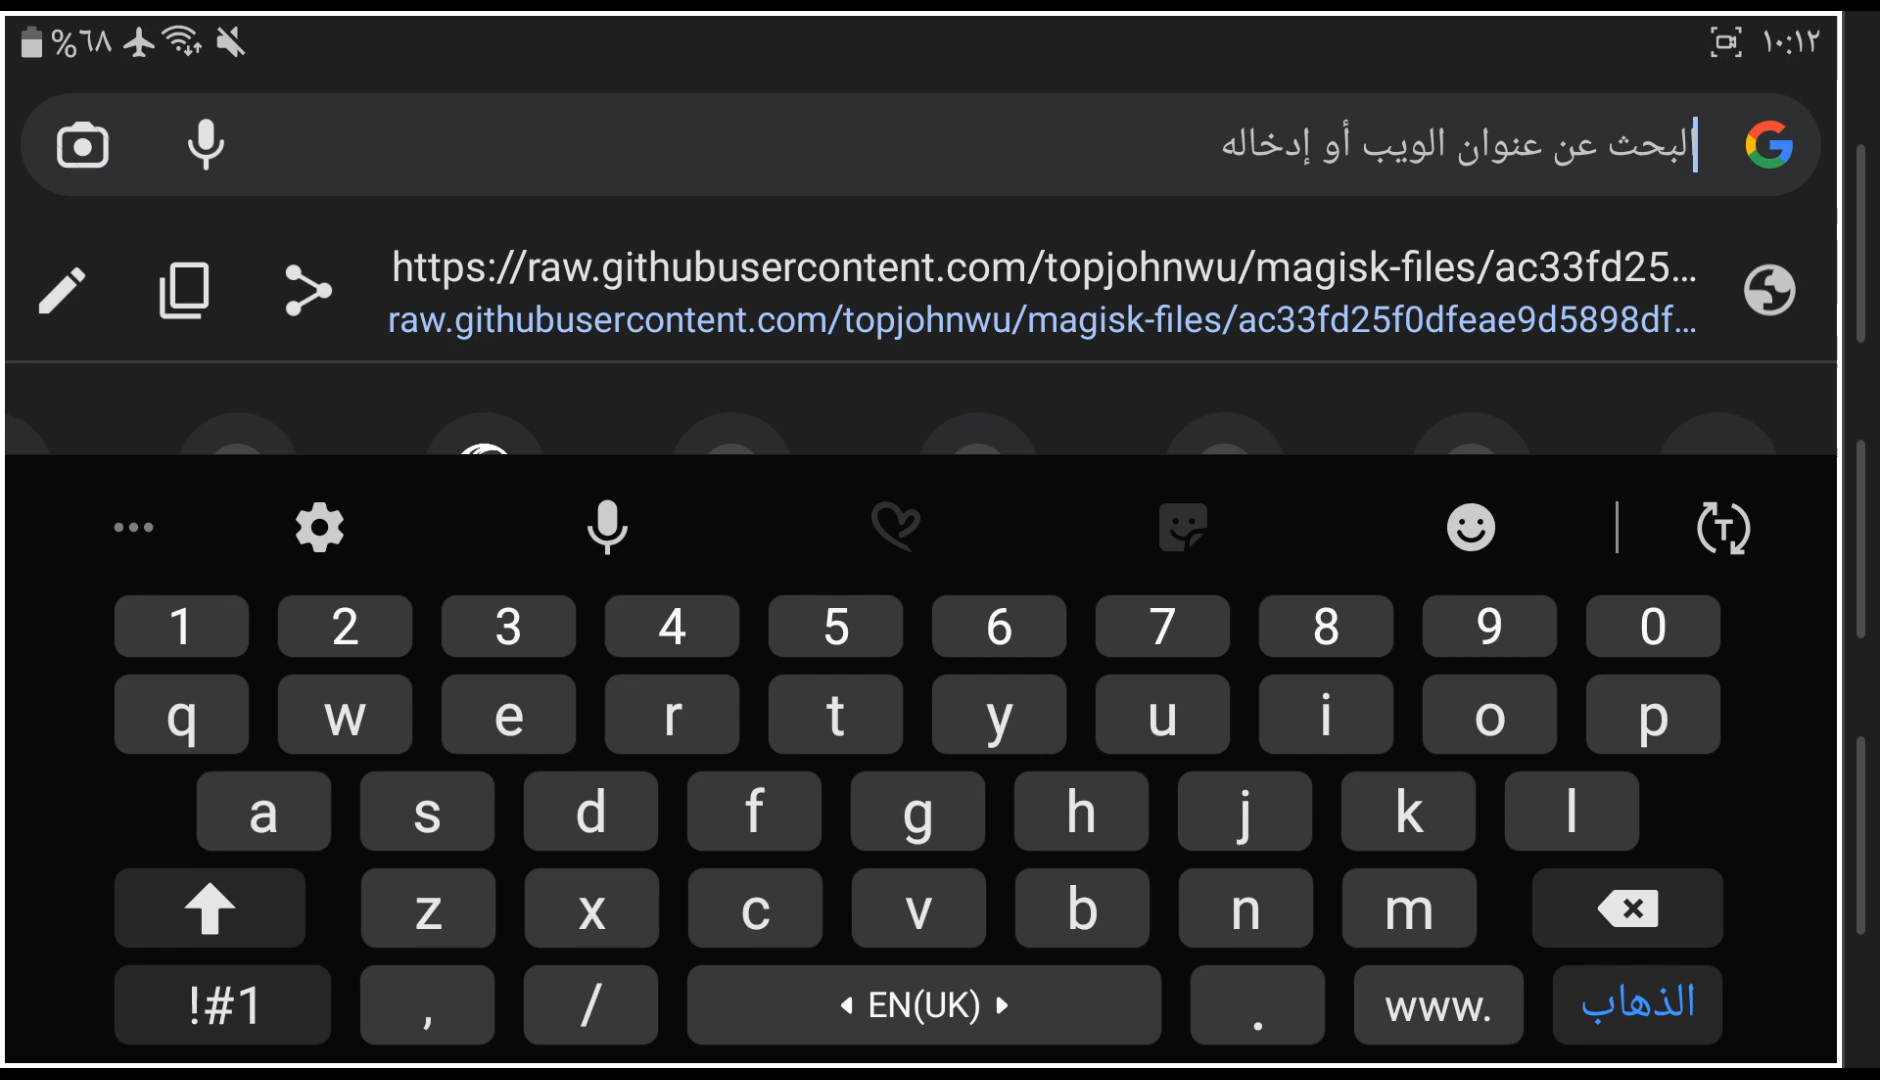 %٦٨ ١٠:١٢
البحث عن عنوان الويب أو إدخاله
https://raw.githubusercontent.com/topjohnwu/magisk-files/ac33fd25...
raw.githubusercontent.com/topjohnwu/magisk-files/ac33fd25f0dfeae9d5898df...
1 2 3 4 5 6 7 8 9 0
q w e r t y u i o p
a s d f g h j k l
z x c v b n m
!#1 , / EN(UK) . www. الذهاب